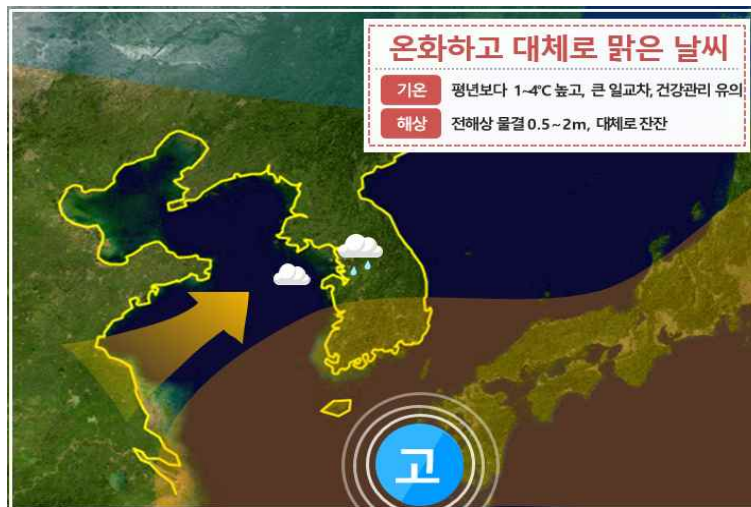 온화하고 대체로 맑은 날씨
기온 평년보다 1~4℃ 높고, 큰 일교차, 건강관리 유의
해상 전해상 물결 0.5~2m, 대체로 잔잔
고